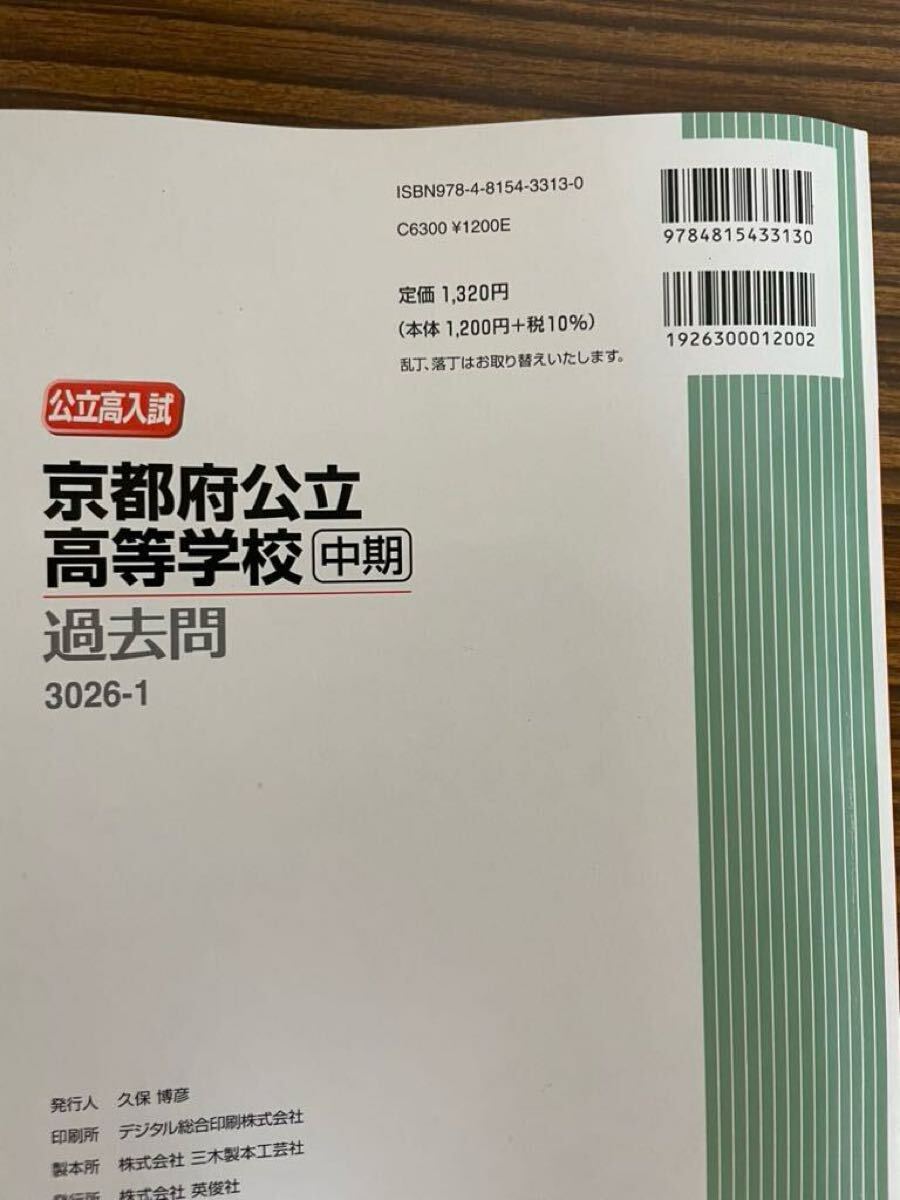 ISBN978-4-8154-3313-0
C6300 ¥1200E
9784815433130
定価 1,320円
(本体 1,200円+税10%)
1926300012002
乱丁、落丁はお取り替えいたします。
公立高入試
京都府公立
高等学校 中期
過去問
3026-1
発行人 久保 博彦
印刷所 デジタル総合印刷株式会社
製本所 株式会社 三木製本工芸社
発行所 株式会社 英俊社